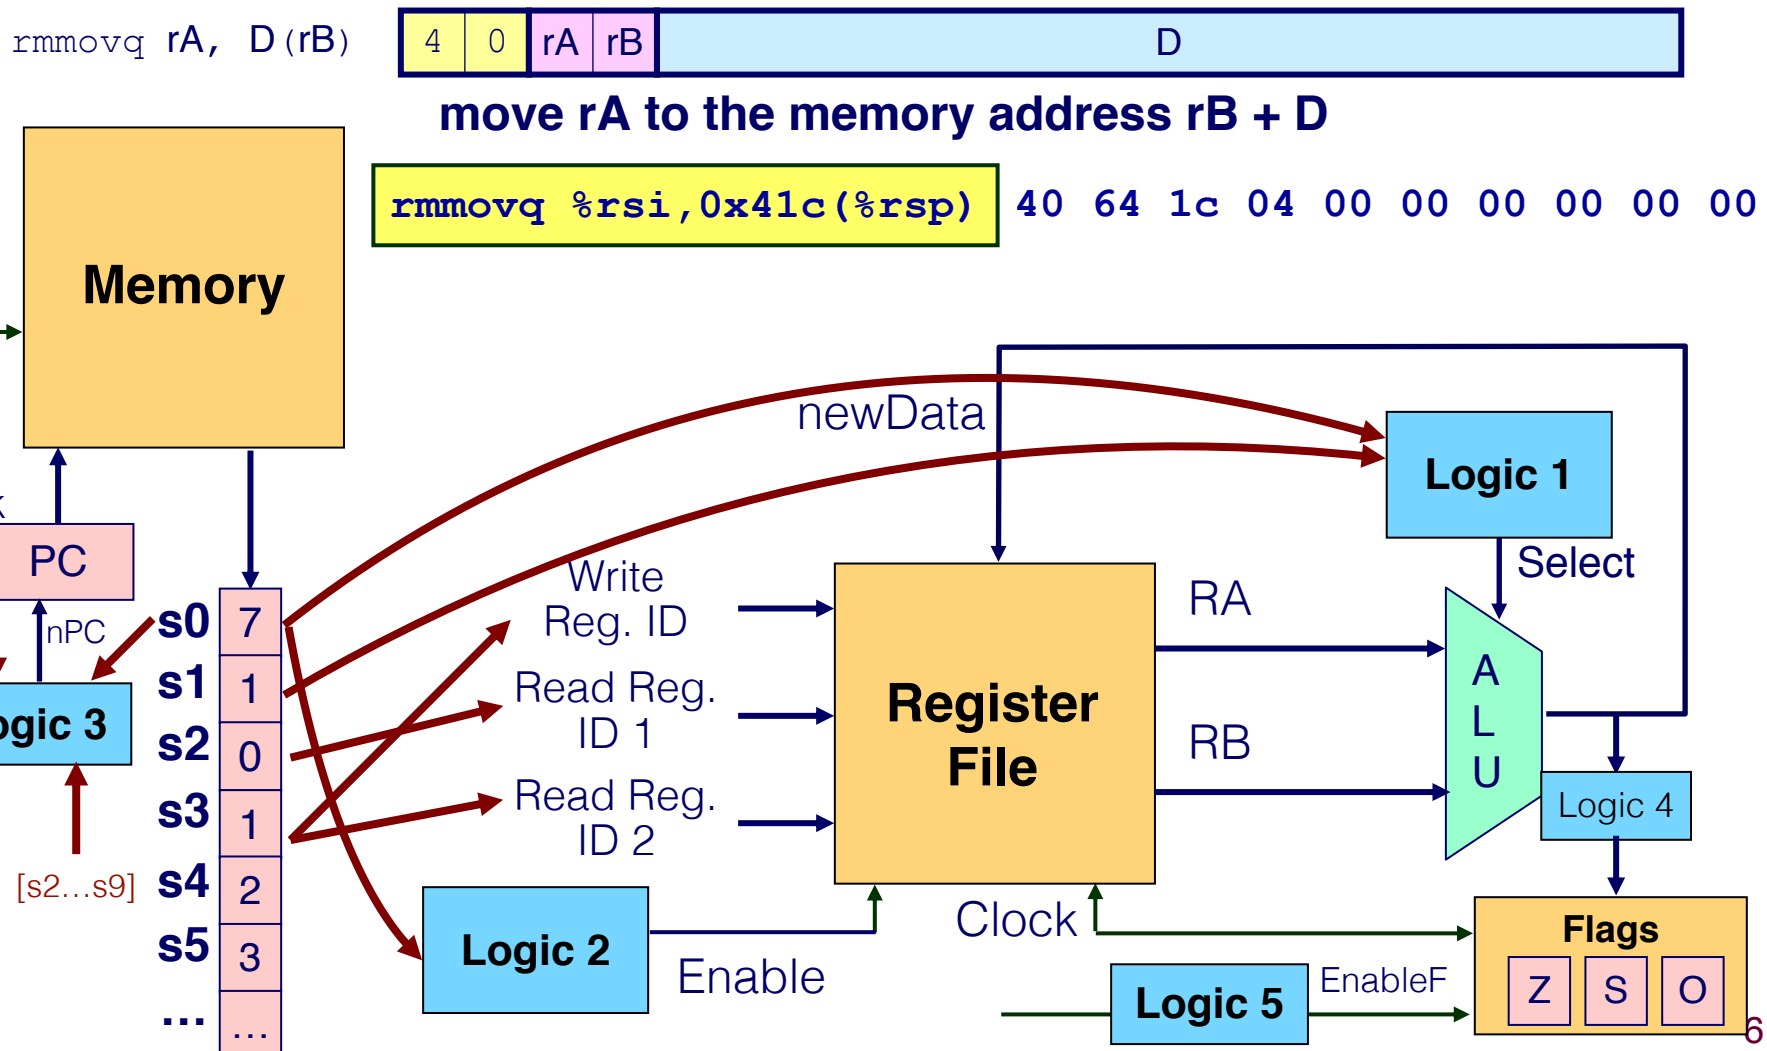 rmmovq rA, D(rB)
4 0 rA rB D
move rA to the memory address rB + D
rmmovq %rsi,0x41c(%rsp) 40 64 1c 04 00 00 00 00 00 00
Memory
newData
Logic 1
k
PC
Select
Write
Reg. ID
RA
nPC
s0 7
s1 1
Read Reg.
ID 1
Register
File
A
L
U
ogic 3
s2 0
RB
s3 1
Read Reg.
ID 2
Logic 4
[s2...s9]
s4 2
s5 3
... ...
Logic 2
Enable
Clock
Flags
Z S O
Logic 5
EnableF
6